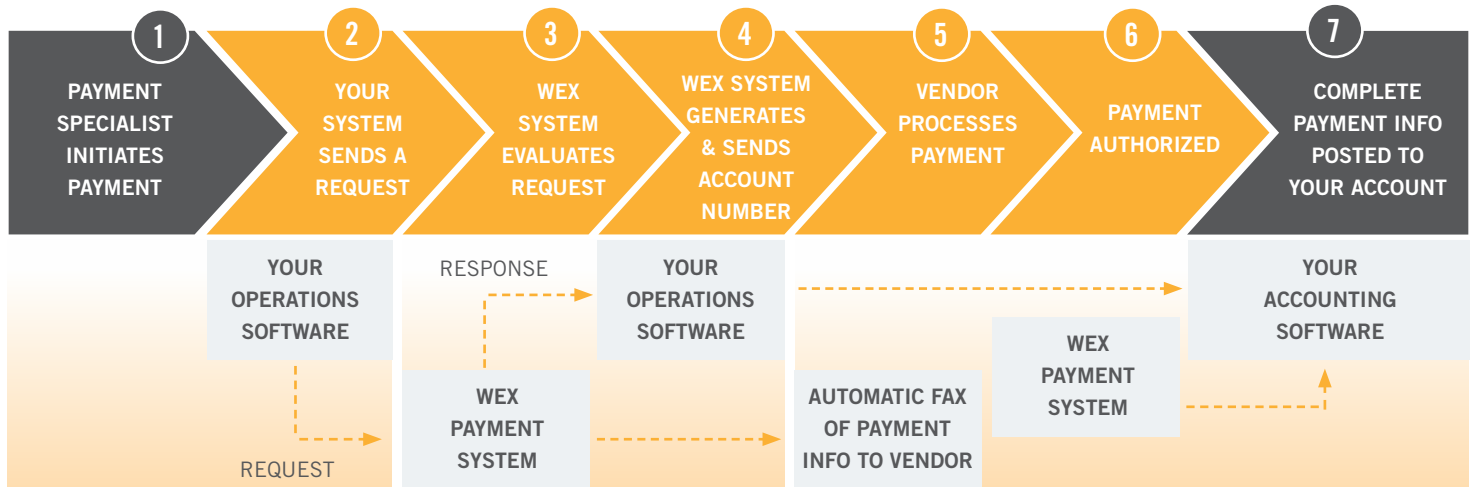 1
PAYMENT
SPECIALIST
INITIATES
PAYMENT
2
YOUR
SYSTEM
SENDS A
REQUEST
3
WEX
SYSTEM
EVALUATES
REQUEST
4
WEX SYSTEM
GENERATES
& SENDS
ACCOUNT
NUMBER
5
VENDOR
PROCESSES
PAYMENT
6
PAYMENT
AUTHORIZED
7
COMPLETE
PAYMENT INFO
POSTED TO
YOUR ACCOUNT
YOUR
OPERATIONS
SOFTWARE
REQUEST
RESPONSE
WEX
PAYMENT
SYSTEM
YOUR
OPERATIONS
SOFTWARE
AUTOMATIC FAX
OF PAYMENT
INFO TO VENDOR
WEX
PAYMENT
SYSTEM
YOUR
ACCOUNTING
SOFTWARE